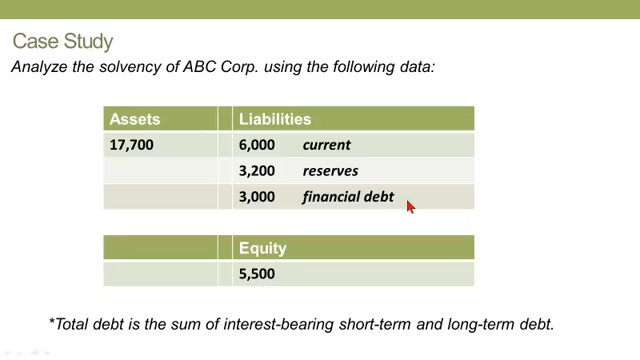 Case Study
Analyze the solvency of ABC Corp. using the following data:
Assets Liabilities
17,700 6,000 current
3,200 reserves
3,000 financial debt
Equity
5,500
*Total debt is the sum of interest-bearing short-term and long-term debt.